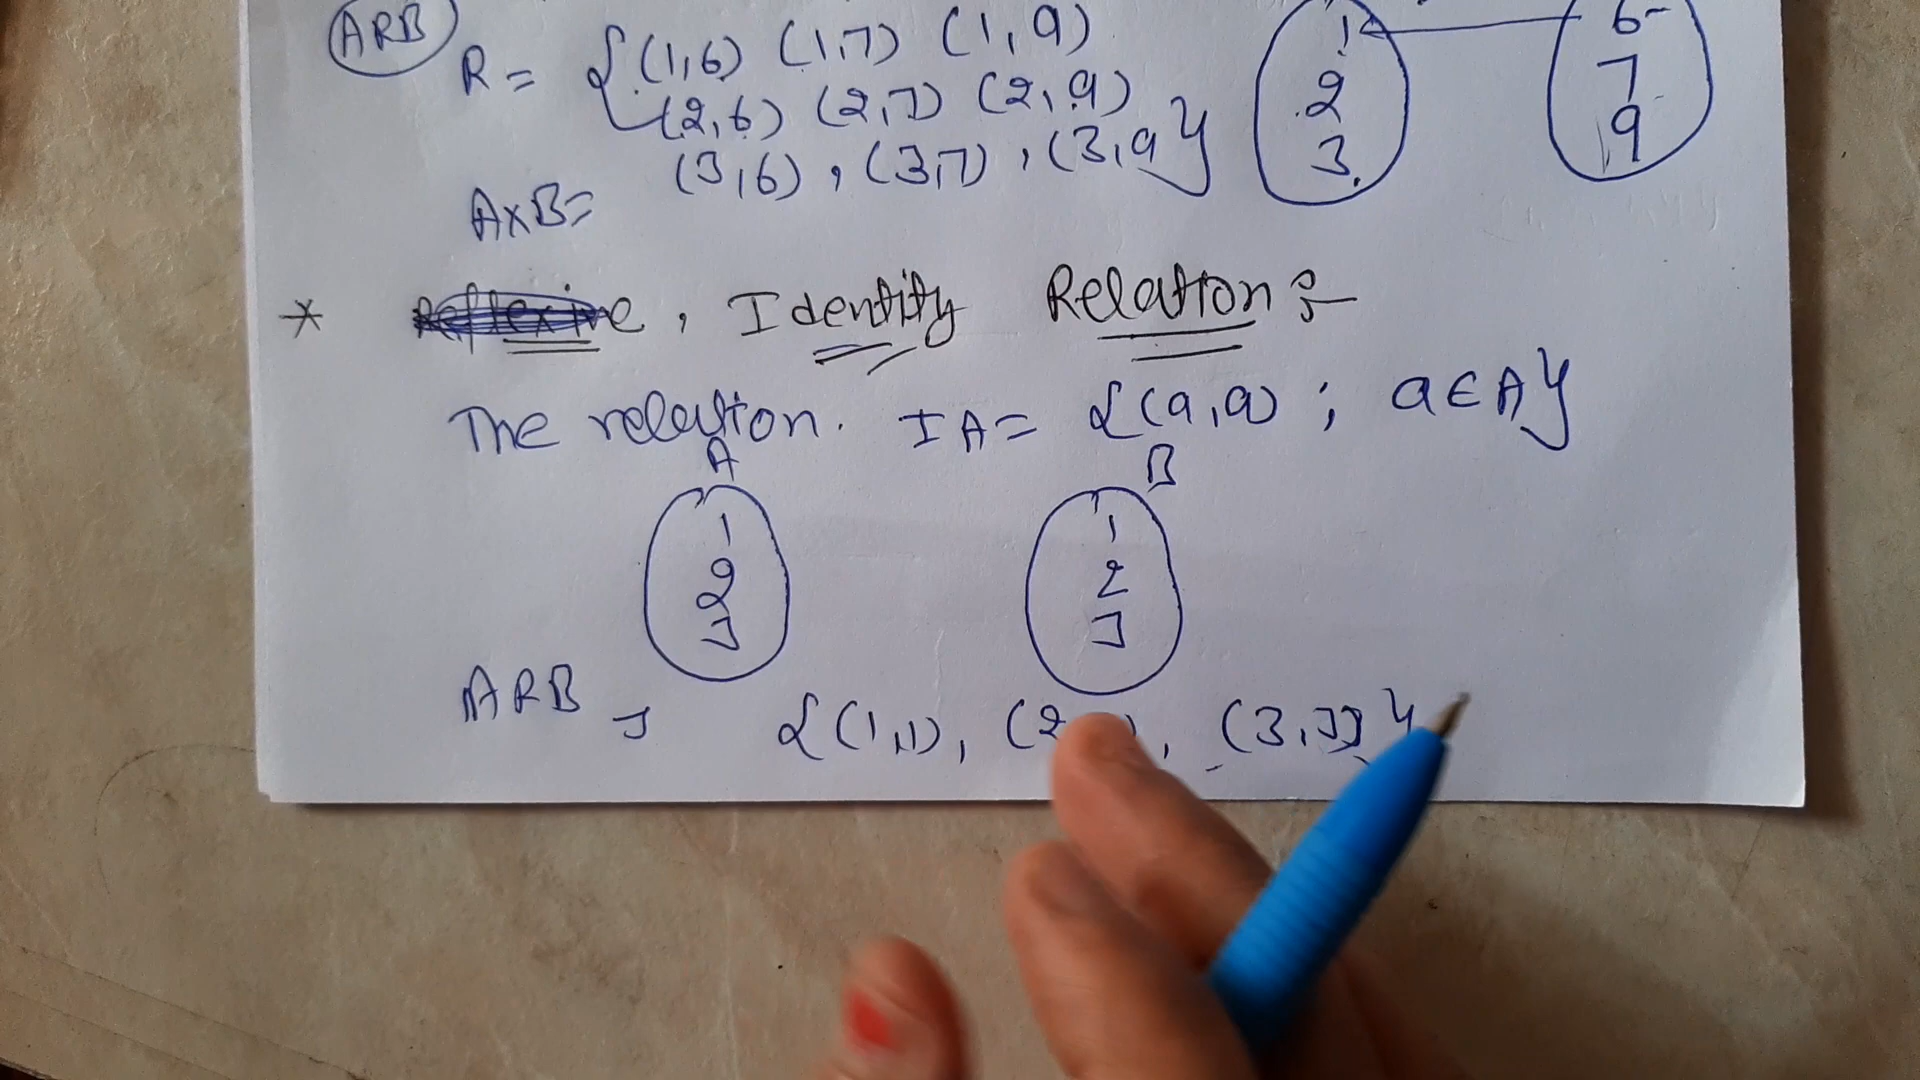 ARB
R = {(1,6) (1,7) (1,9)
(2,6) (2,7) (2,9)
(3,6), (3,7), (3,9}
A×B=
1
2
3
6
7
9
* Reflexive, Identity Relation :-
The relation. IA = {(a,a) ; a∈A}
A
B
1
2
3
1
2
3
ARB {(1,1), (2 ), (3,3)}